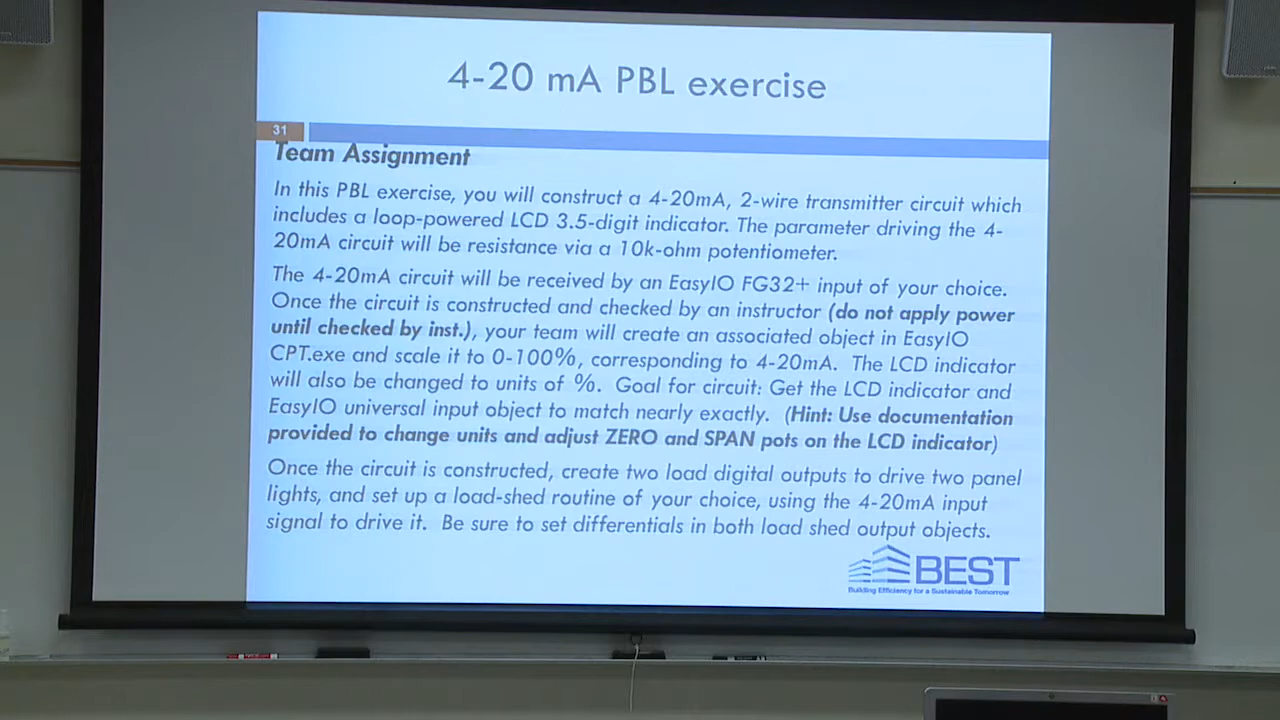 4-20 mA PBL exercise
31
Team Assignment
In this PBL exercise, you will construct a 4-20mA, 2-wire transmitter circuit which
includes a loop-powered LCD 3.5-digit indicator. The parameter driving the 4-
20mA circuit will be resistance via a 10k-ohm potentiometer.
The 4-20mA circuit will be received by an EasyIO FG32+ input of your choice.
Once the circuit is constructed and checked by an instructor (do not apply power
until checked by inst.), your team will create an associated object in EasyIO
CPT.exe and scale it to 0-100%, corresponding to 4-20mA. The LCD indicator
will also be changed to units of %. Goal for circuit: Get the LCD indicator and
EasyIO universal input object to match nearly exactly. (Hint: Use documentation
provided to change units and adjust ZERO and SPAN pots on the LCD indicator)
Once the circuit is constructed, create two load digital outputs to drive two panel
lights, and set up a load-shed routine of your choice, using the 4-20mA input
signal to drive it. Be sure to set differentials in both load shed output objects.
BEST
Building Efficiency for a Sustainable Tomorrow